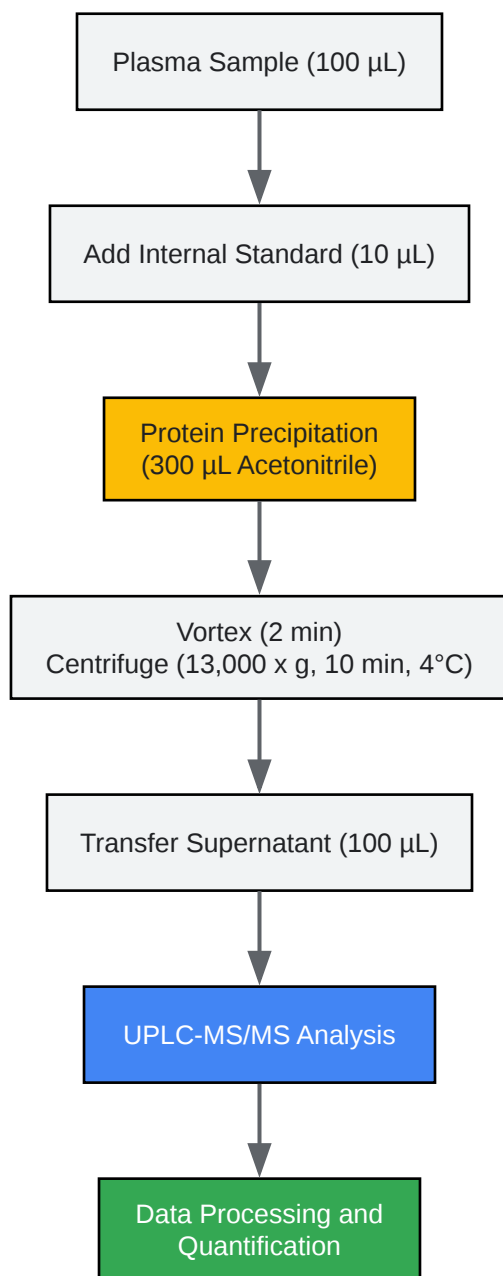 Plasma Sample (100 µL)
Add Internal Standard (10 µL)
Protein Precipitation
(300 µL Acetonitrile)
Vortex (2 min)
Centrifuge (13,000 x g, 10 min, 4°C)
Transfer Supernatant (100 µL)
UPLC-MS/MS Analysis
Data Processing and
Quantification